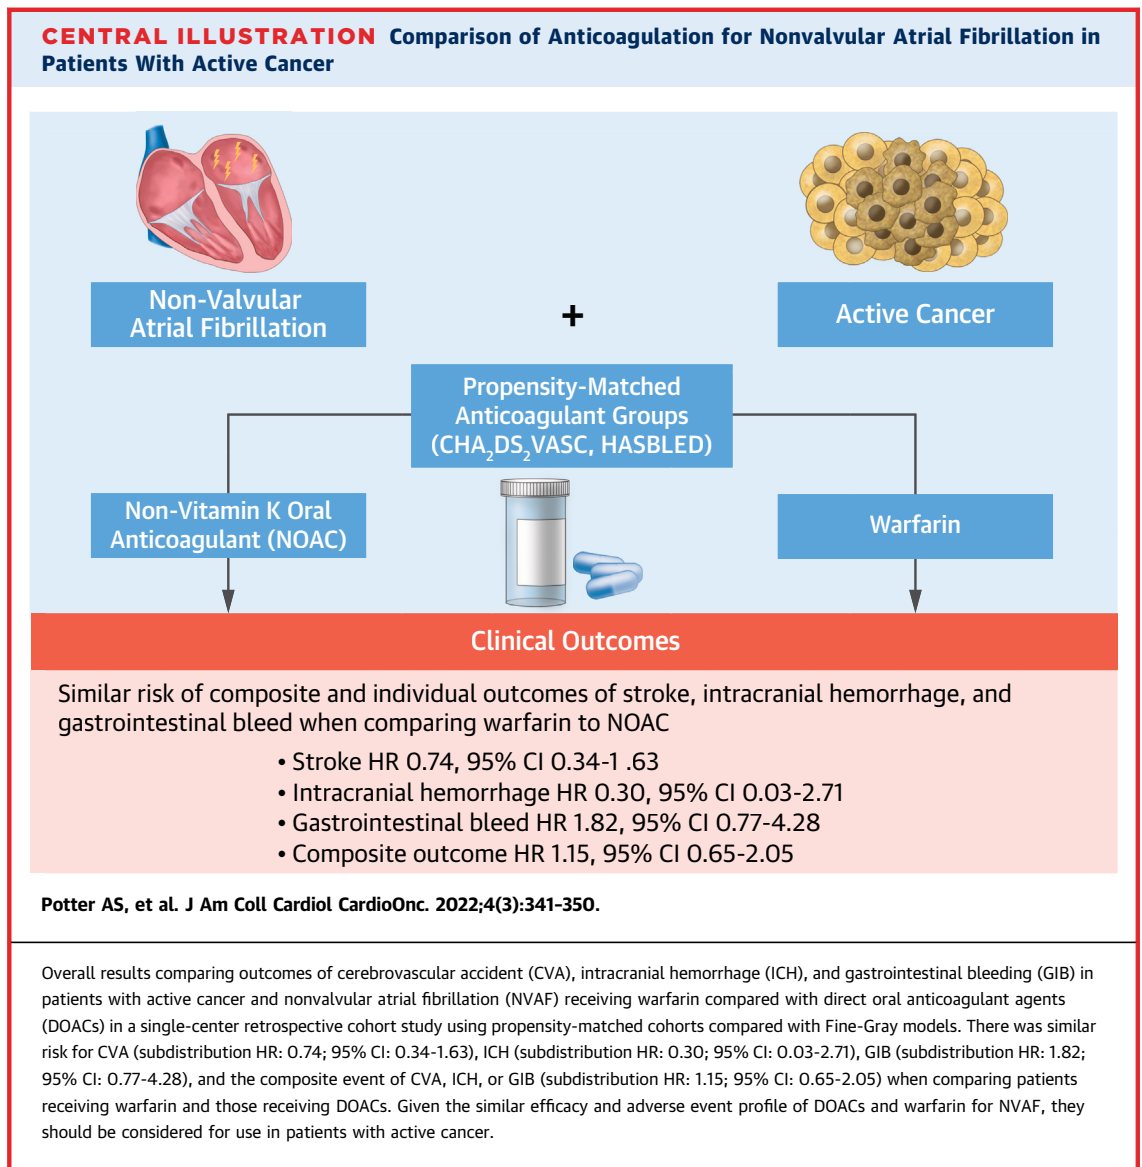 CENTRAL ILLUSTRATION Comparison of Anticoagulation for Nonvalvular Atrial Fibrillation in
Patients With Active Cancer
Non-Valvular
Atrial Fibrillation
+
Active Cancer
Propensity-Matched
Anticoagulant Groups
(CHA₂DS₂VASC, HASBLED)
Non-Vitamin K Oral
Anticoagulant (NOAC)
Warfarin
Clinical Outcomes
Similar risk of composite and individual outcomes of stroke, intracranial hemorrhage, and
gastrointestinal bleed when comparing warfarin to NOAC
• Stroke HR 0.74, 95% CI 0.34-1 .63
• Intracranial hemorrhage HR 0.30, 95% CI 0.03-2.71
• Gastrointestinal bleed HR 1.82, 95% CI 0.77-4.28
• Composite outcome HR 1.15, 95% CI 0.65-2.05
Potter AS, et al. J Am Coll Cardiol CardioOnc. 2022;4(3):341-350.
Overall results comparing outcomes of cerebrovascular accident (CVA), intracranial hemorrhage (ICH), and gastrointestinal bleeding (GIB) in
patients with active cancer and nonvalvular atrial fibrillation (NVAF) receiving warfarin compared with direct oral anticoagulant agents
(DOACs) in a single-center retrospective cohort study using propensity-matched cohorts compared with Fine-Gray models. There was similar
risk for CVA (subdistribution HR: 0.74; 95% CI: 0.34-1.63), ICH (subdistribution HR: 0.30; 95% CI: 0.03-2.71), GIB (subdistribution HR: 1.82;
95% CI: 0.77-4.28), and the composite event of CVA, ICH, or GIB (subdistribution HR: 1.15; 95% CI: 0.65-2.05) when comparing patients
receiving warfarin and those receiving DOACs. Given the similar efficacy and adverse event profile of DOACs and warfarin for NVAF, they
should be considered for use in patients with active cancer.